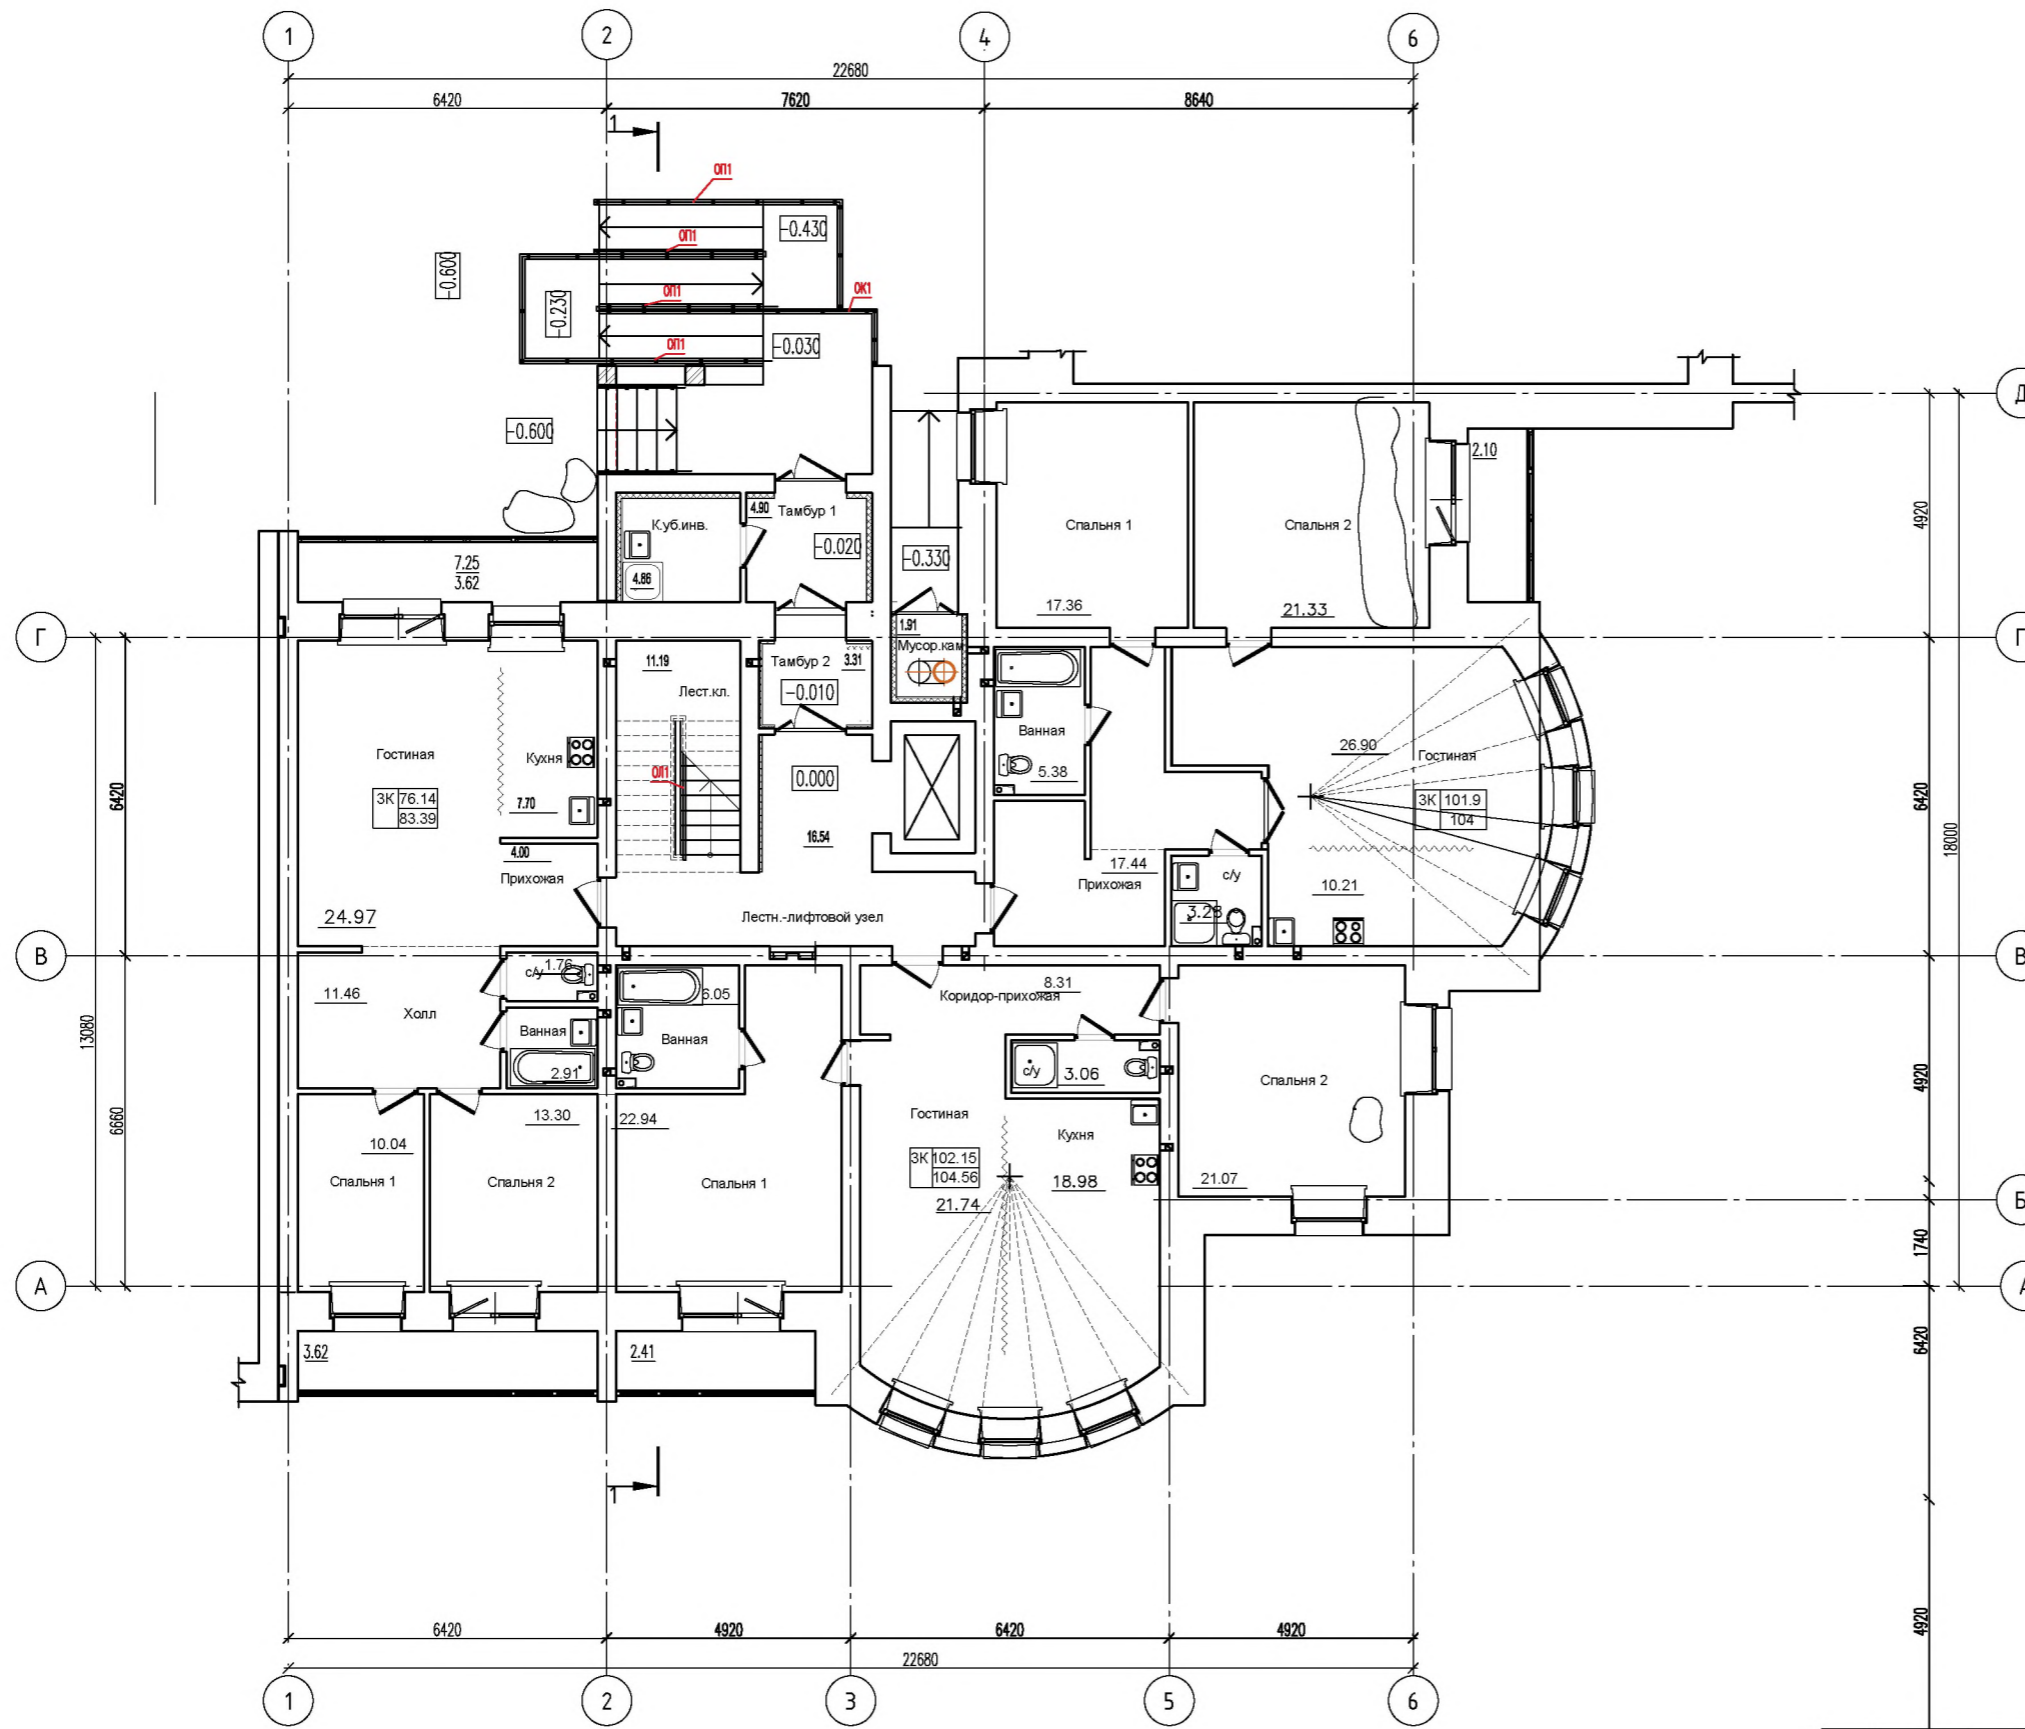 1
2
4
6
22680
6420
7620
8640
1
ОП1
-0.430
ОП1
-0.600
-0.230
ОП1
ОК1
ОП1
-0.030
Д
-0.600
2.10
4920
4.90
Тамбур 1
К.уб.инв.
Спальня 1
Спальня 2
-0.020
-0.330
7.25
3.62
4.86
17.36
21.33
1.91
Г
Г
Мусор.кам
11.19
Тамбур 2
3.31
Лест.кл.
-0.010
Ванная
Гостиная
Кухня
26.90
Гостиная
ОЛ1
0.000
5.38
6420
6420
3К
76.14
83.39
7.70
3К
101.9
104
18000
16.54
4.00
17.44
с/у
Прихожая
Прихожая
10.21
24.97
Лестн.-лифтовой узел
3.28
В
В
с/у
1.76
11.46
6.05
8.31
Коридор-прихожая
Холл
13080
Ванная
Ванная
2.91
с/у
3.06
Спальня 2
4920
6660
13.30
22.94
Гостиная
Кухня
10.04
3К
102.15
104.56
Спальня 1
Спальня 2
Спальня 1
18.98
21.07
21.74
Б
1740
А
А
3.62
2.41
6420
1
6420
4920
6420
4920
4920
22680
1
2
3
5
6